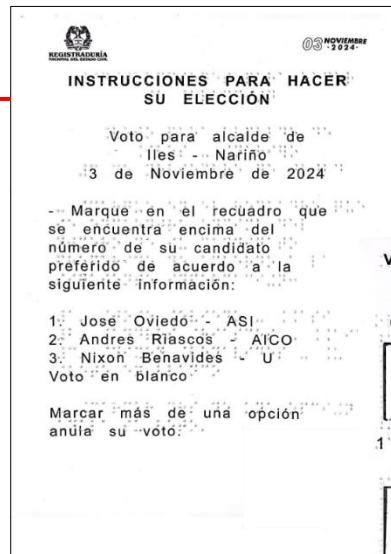 REGISTRADURÍA
NACIONAL DEL ESTADO CIVIL
03 NOVIEMBRE
·2024·
INSTRUCCIONES PARA HACER
SU ELECCIÓN
Voto para alcalde de
Iles - Nariño
3 de Noviembre de 2024
- Marque en el recuadro que
se encuentra encima del
número de su candidato
preferido de acuerdo a la
siguiente información:
1. Jose Oviedo - ASI
2. Andres Riascos - AICO
3. Nixon Benavides - U
Voto en blanco
Marcar más de una opción
anula su voto.
V
1